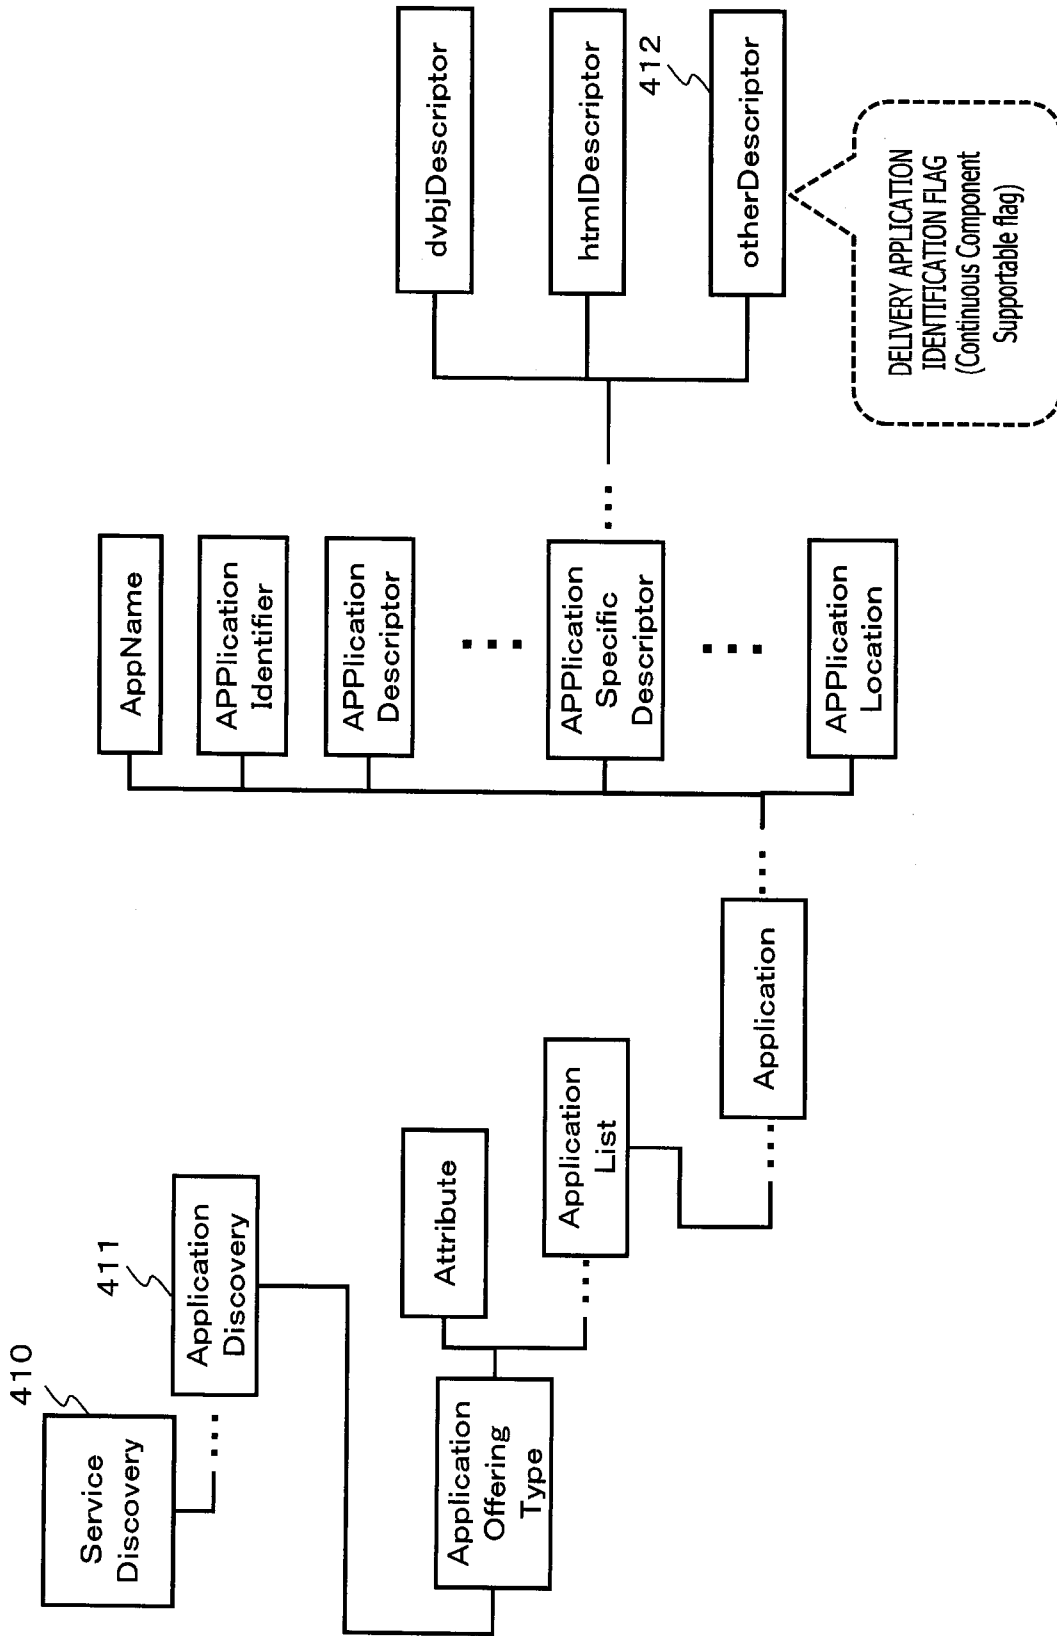 410
Service
Discovery
...
411
Application
Discovery
Application
Offering
Type
Attribute
...
Application
List
...
Application
...
AppName
APPlication
Identifier
APPlication
Descriptor
...
APPlication
Specific
Descriptor
...
...
APPlication
Location
dvbjDescriptor
htmlDescriptor
412
otherDescriptor
DELIVERY APPLICATION
IDENTIFICATION FLAG
(Continuous Component
Supportable flag)